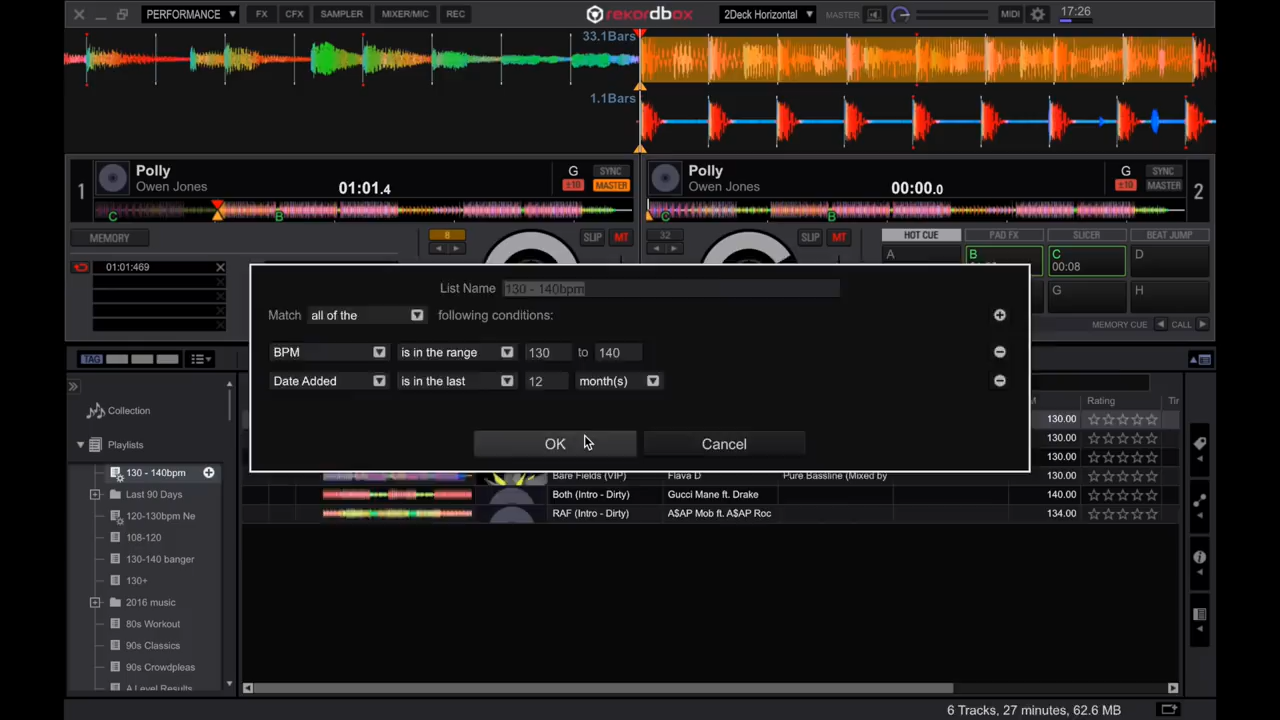 PERFORMANCE FX CFX SAMPLER MIXER/MIC REC rekordbox 2Deck Horizontal MASTER MIDI 17:26
33.1Bars
1.1Bars
1 Polly Owen Jones 01:01.4 G ±10 SYNC MASTER
Polly Owen Jones 00:00.0 G ±10 SYNC MASTER 2
C B C B
MEMORY 8 SLIP MT 32 SLIP MT HOT CUE PAD FX SLICER BEAT JUMP
01:01:469
A B C 00:08 D
G H
MEMORY CUE CALL
List Name 130 - 140bpm
Match all of the following conditions:
BPM is in the range 130 to 140
Date Added is in the last 12 month(s)
OK Cancel
TAG
Collection
Playlists
130 - 140bpm
Last 90 Days
120-130bpm Ne
108-120
130-140 banger
130+
2016 music
80s Workout
90s Classics
90s Crowdpleas
A Level Results
Rating
130.00
130.00
130.00
Bare Fields (VIP) Flava D Pure Bassline (Mixed by 130.00
Both (Intro - Dirty) Gucci Mane ft. Drake 140.00
RAF (Intro - Dirty) A$AP Mob ft. A$AP Roc 134.00
6 Tracks, 27 minutes, 62.6 MB